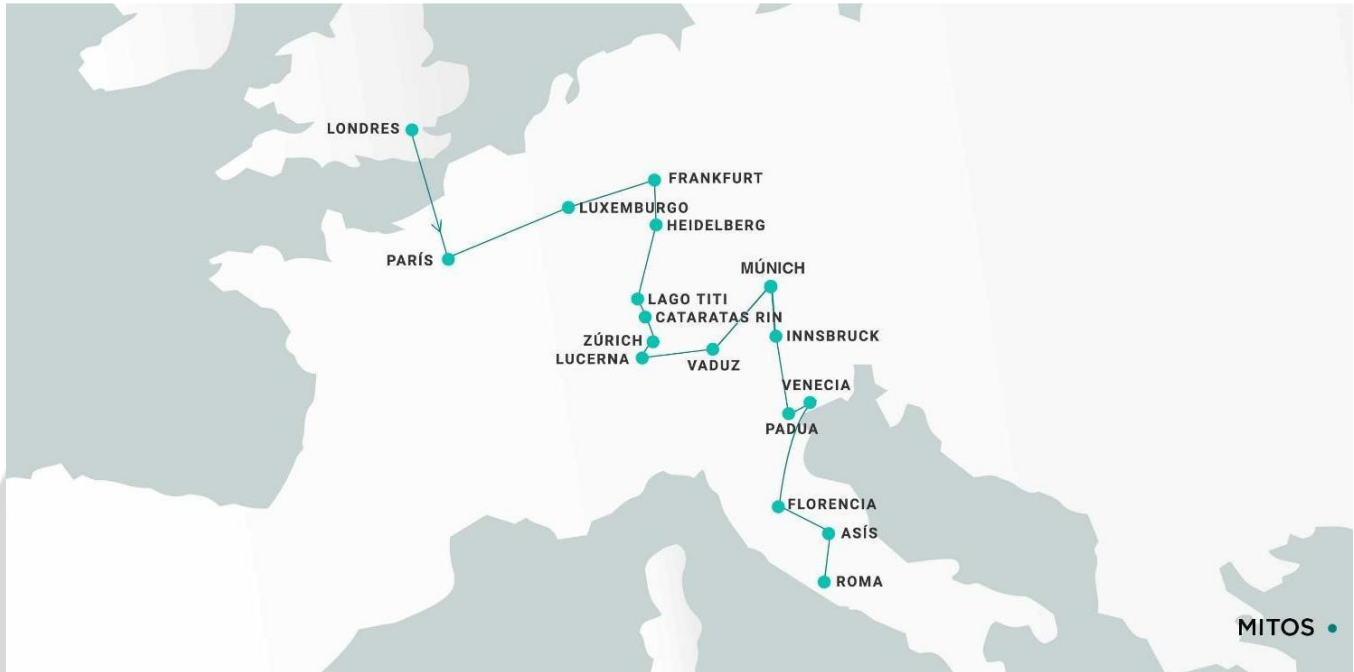 LONDRES
FRANKFURT
LUXEMBURGO
HEIDELBERG
PARÍS
MÚNICH
LAGO TITI
CATARATAS RIN
INNSBRUCK
ZÚRICH
LUCERNA
VADUZ
VENECIA
PADUA
FLORENCIA
ASÍS
ROMA
MITOS